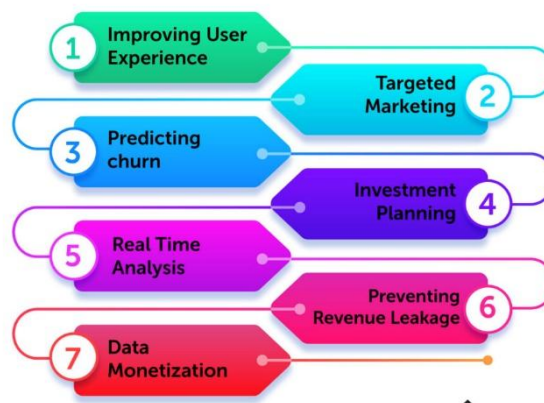 1
Improving User
Experience
Targeted
Marketing
2
3
Predicting
churn
Investment
Planning
4
5
Real Time
Analysis
Preventing
Revenue Leakage
6
7
Data
Monetization